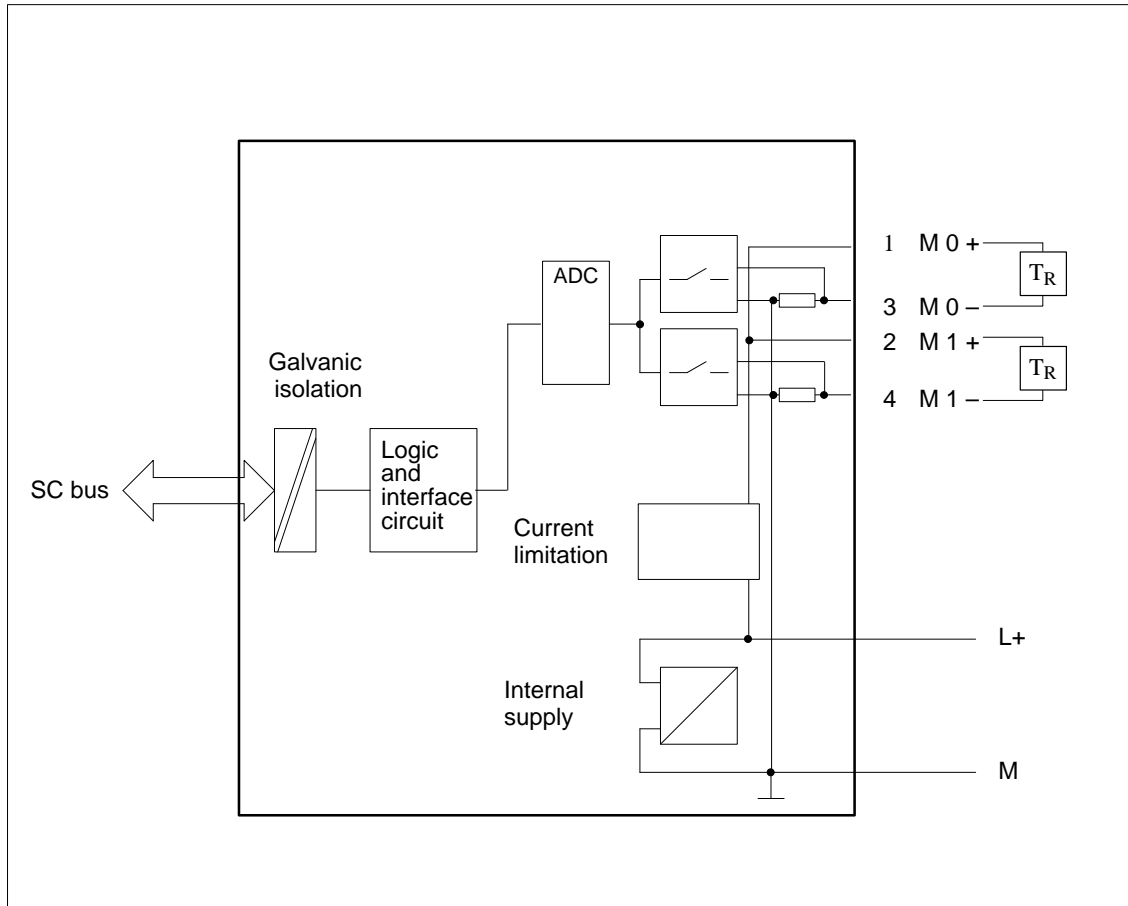 1 M 0 +
ADC
T_R
3 M 0 –
2 M 1 +
Galvanic
isolation
T_R
4 M 1 –
Logic
and
interface
circuit
SC bus
Current
limitation
L+
Internal
supply
M